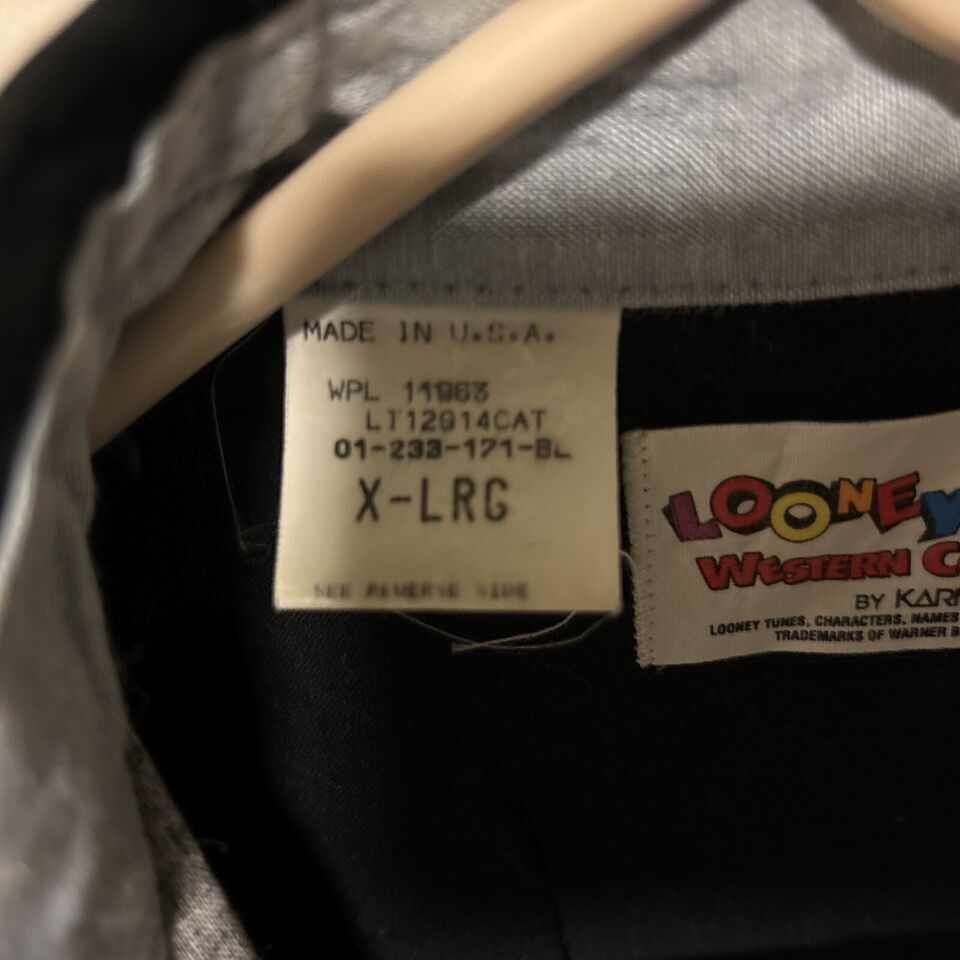 MADE IN U.S.A.
WPL 11963
LT12914CAT
01-233-171-BL
X-LRG
SEE REVERSE SIDE
LOONEY
WESTERN C
BY KAR
LOONEY TUNES, CHARACTERS, NAMES
TRADEMARKS OF WARNER B